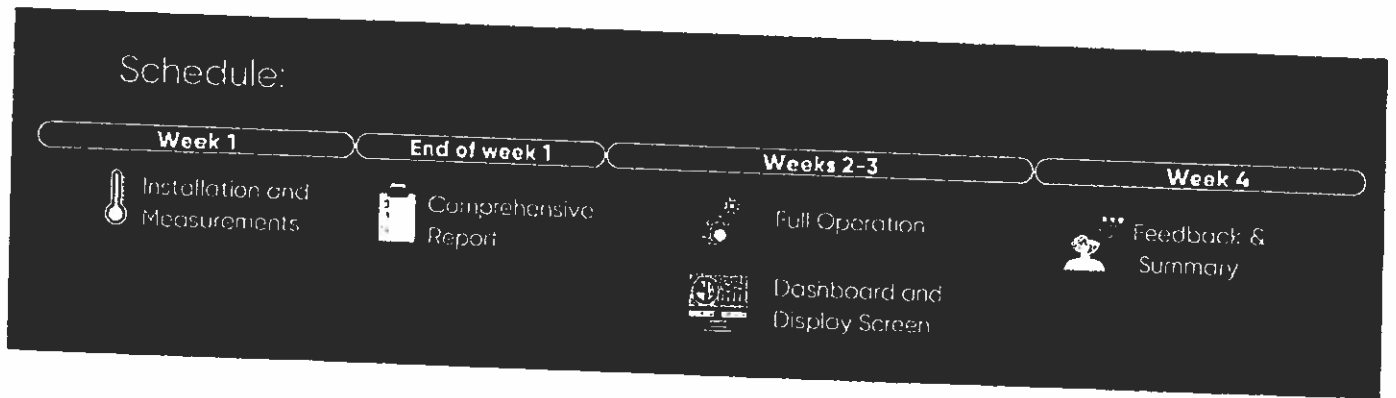 Schedule:
Week 1
Installation and
Measurements
End of week 1
Comprehensive
Report
Weeks 2-3
Full Operation
Dashboard and
Display Screen
Week 4
Feedback &
Summary